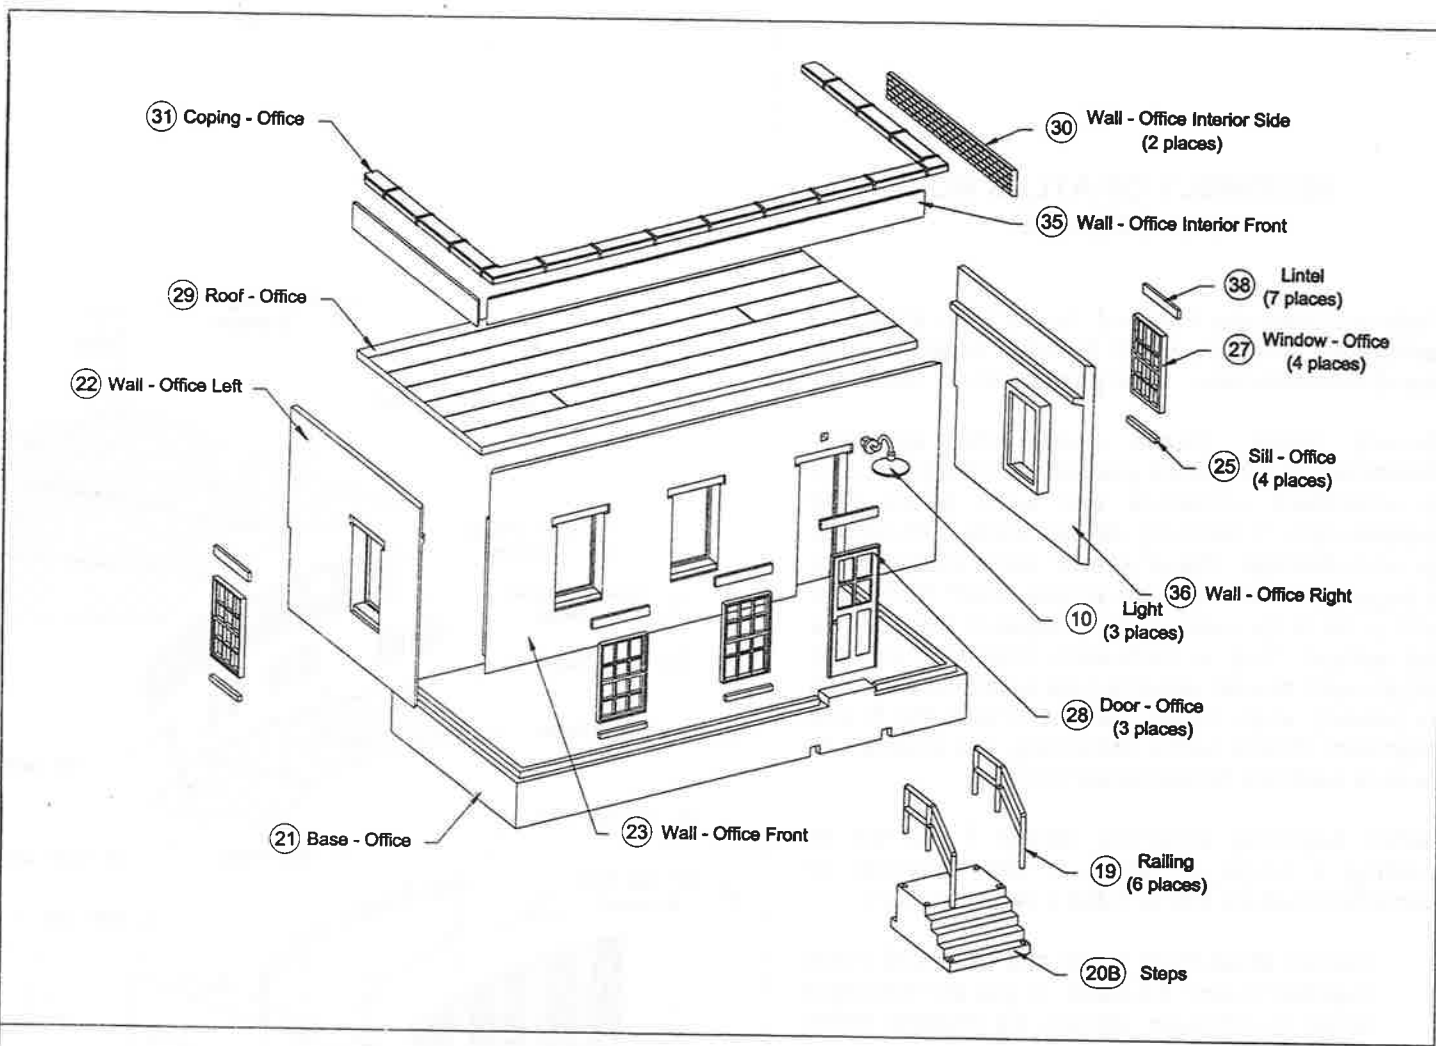 31 Coping - Office
30 Wall - Office Interior Side
(2 places)
35 Wall - Office Interior Front
29 Roof - Office
38 Lintel
(7 places)
27 Window - Office
(4 places)
22 Wall - Office Left
25 Sill - Office
(4 places)
36 Wall - Office Right
10 Light
(3 places)
28 Door - Office
(3 places)
21 Base - Office
23 Wall - Office Front
19 Railing
(6 places)
20B Steps